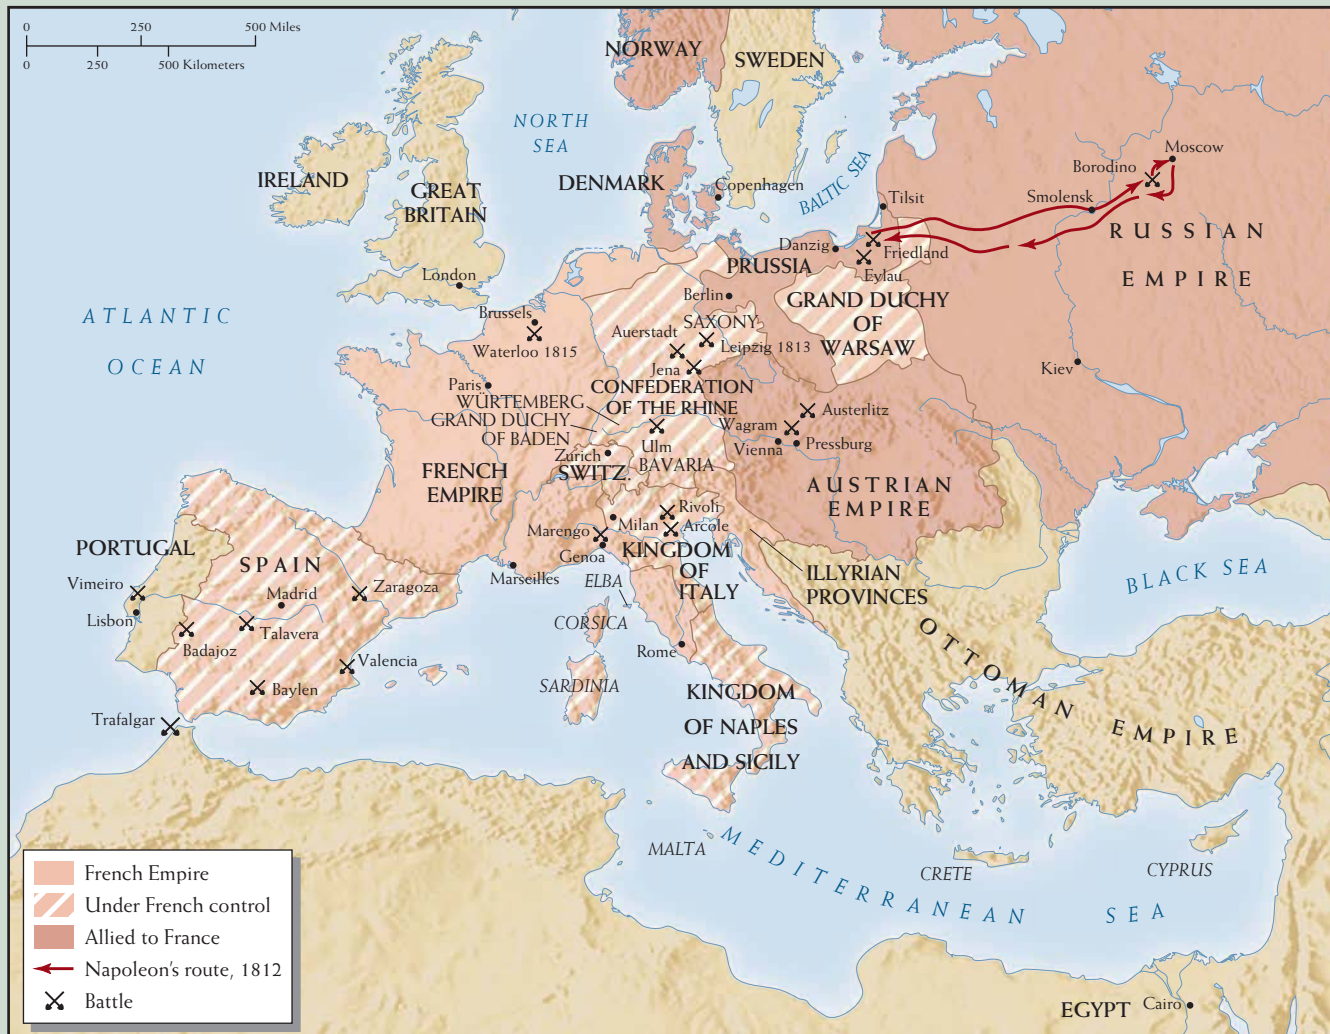 0 250 500 Miles
0 250 500 Kilometers
NORWAY
SWEDEN
NORTH
SEA
Moscow
Borodino
IRELAND
GREAT
BRITAIN
DENMARK
Copenhagen
BALTIC SEA
Tilsit
Smolensk
RUSSIAN
EMPIRE
Danzig
Friedland
Eylau
PRUSSIA
London
Berlin
GRAND DUCHY
OF
WARSAW
ATLANTIC
OCEAN
Brussels
Waterloo 1815
Auerstadt
SAXONY
Leipzig 1813
Jena
Kiev
Paris
CONFEDERATION
OF THE RHINE
WÜRTEMBERG
GRAND DUCHY
OF BADEN
Austerlitz
Wagram
Vienna
Pressburg
Ulm
BAVARIA
Zurich
SWITZ.
FRENCH
EMPIRE
AUSTRIAN
EMPIRE
Rivoli
Milan
Arcole
Marengo
Genoa
KINGDOM
OF
ITALY
PORTUGAL
SPAIN
Marseilles
ELBA
ILLYRIAN
PROVINCES
BLACK SEA
Vimeiro
Madrid
Zaragoza
Lisbon
CORSICA
Talavera
Badajoz
Rome
OTTOMAN EMPIRE
Valencia
SARDINIA
Baylen
KINGDOM
OF NAPLES
AND SICILY
Trafalgar
MALTA
MEDITERRANEAN SEA
CRETE
CYPRUS
French Empire
Under French control
Allied to France
Napoleon's route, 1812
Battle
EGYPT
Cairo